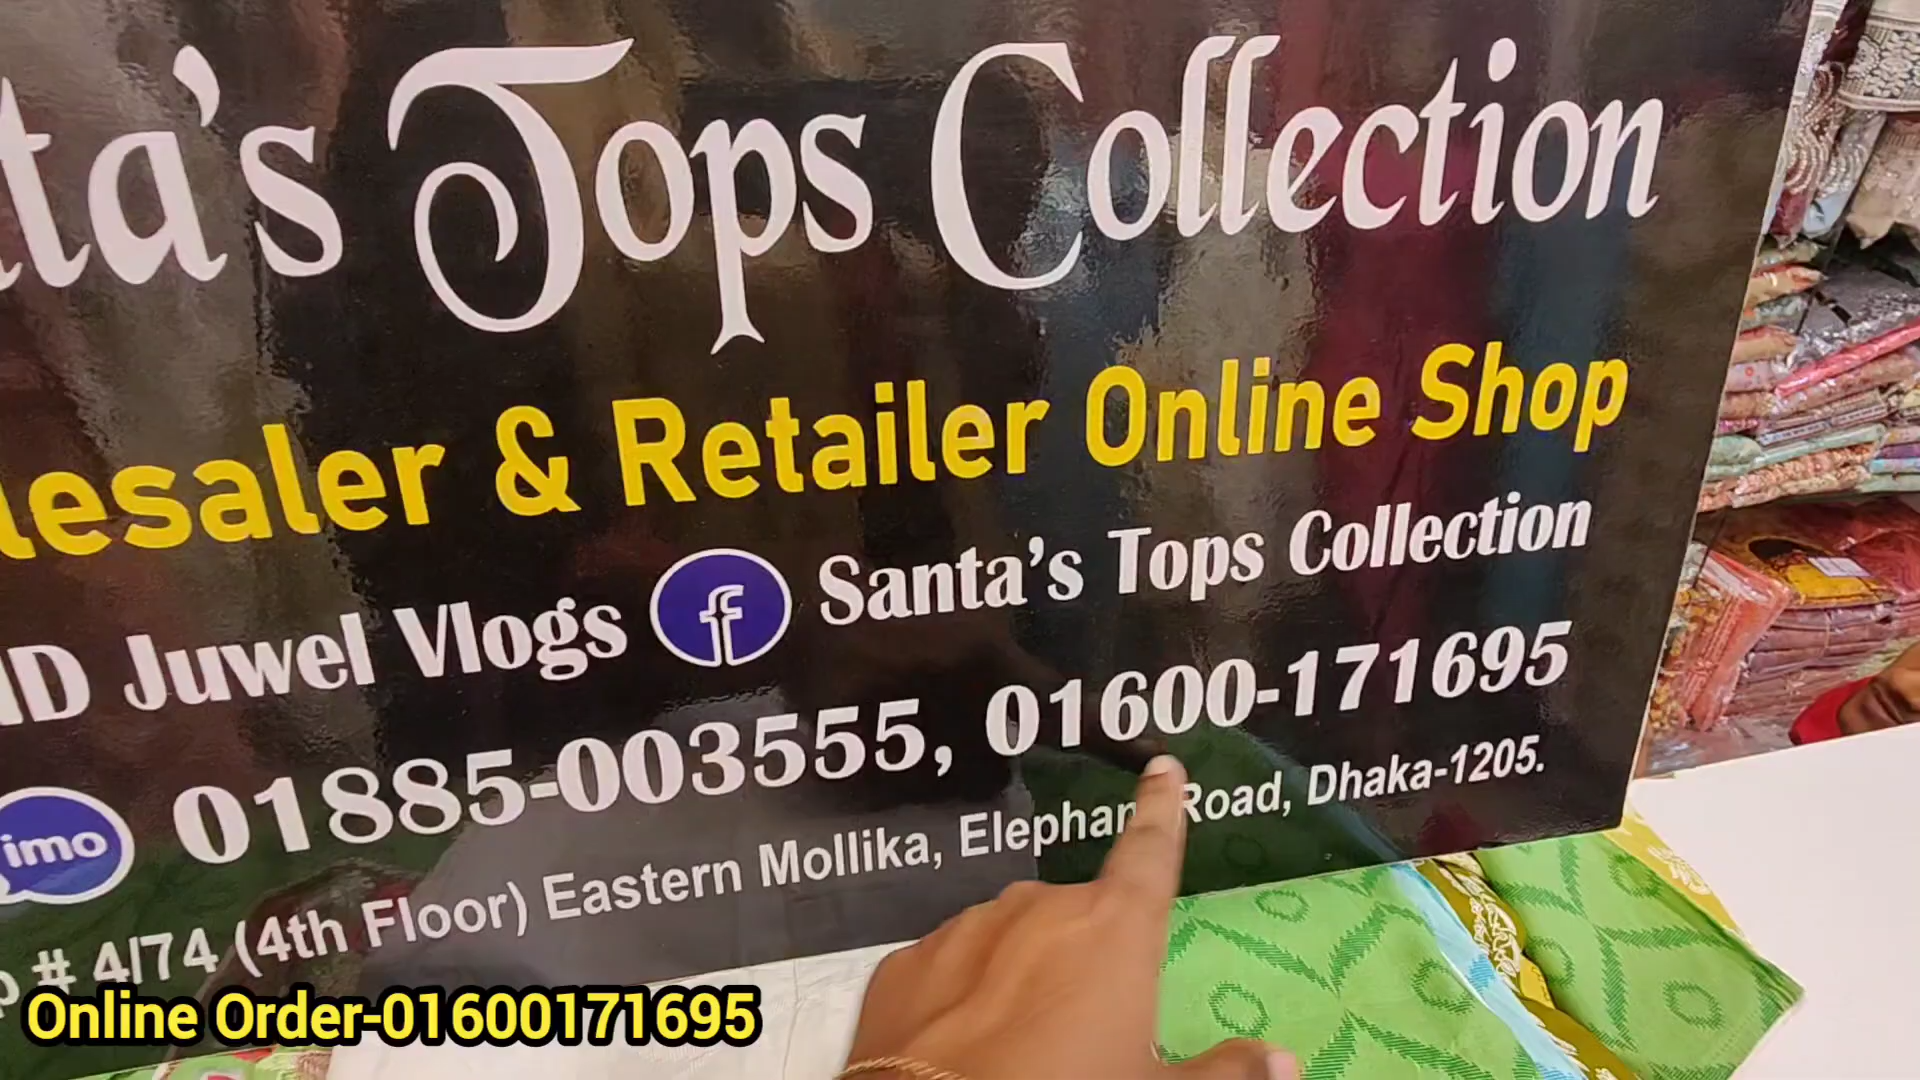 ta's Tops Collection
lesaler & Retailer Online Shop
Juwel Vlogs f Santa's Tops Collection
imo 01885-003555, 01600-171695
# 4/74 (4th Floor) Eastern Mollika, Elephan Road, Dhaka-1205.
Online Order-01600171695